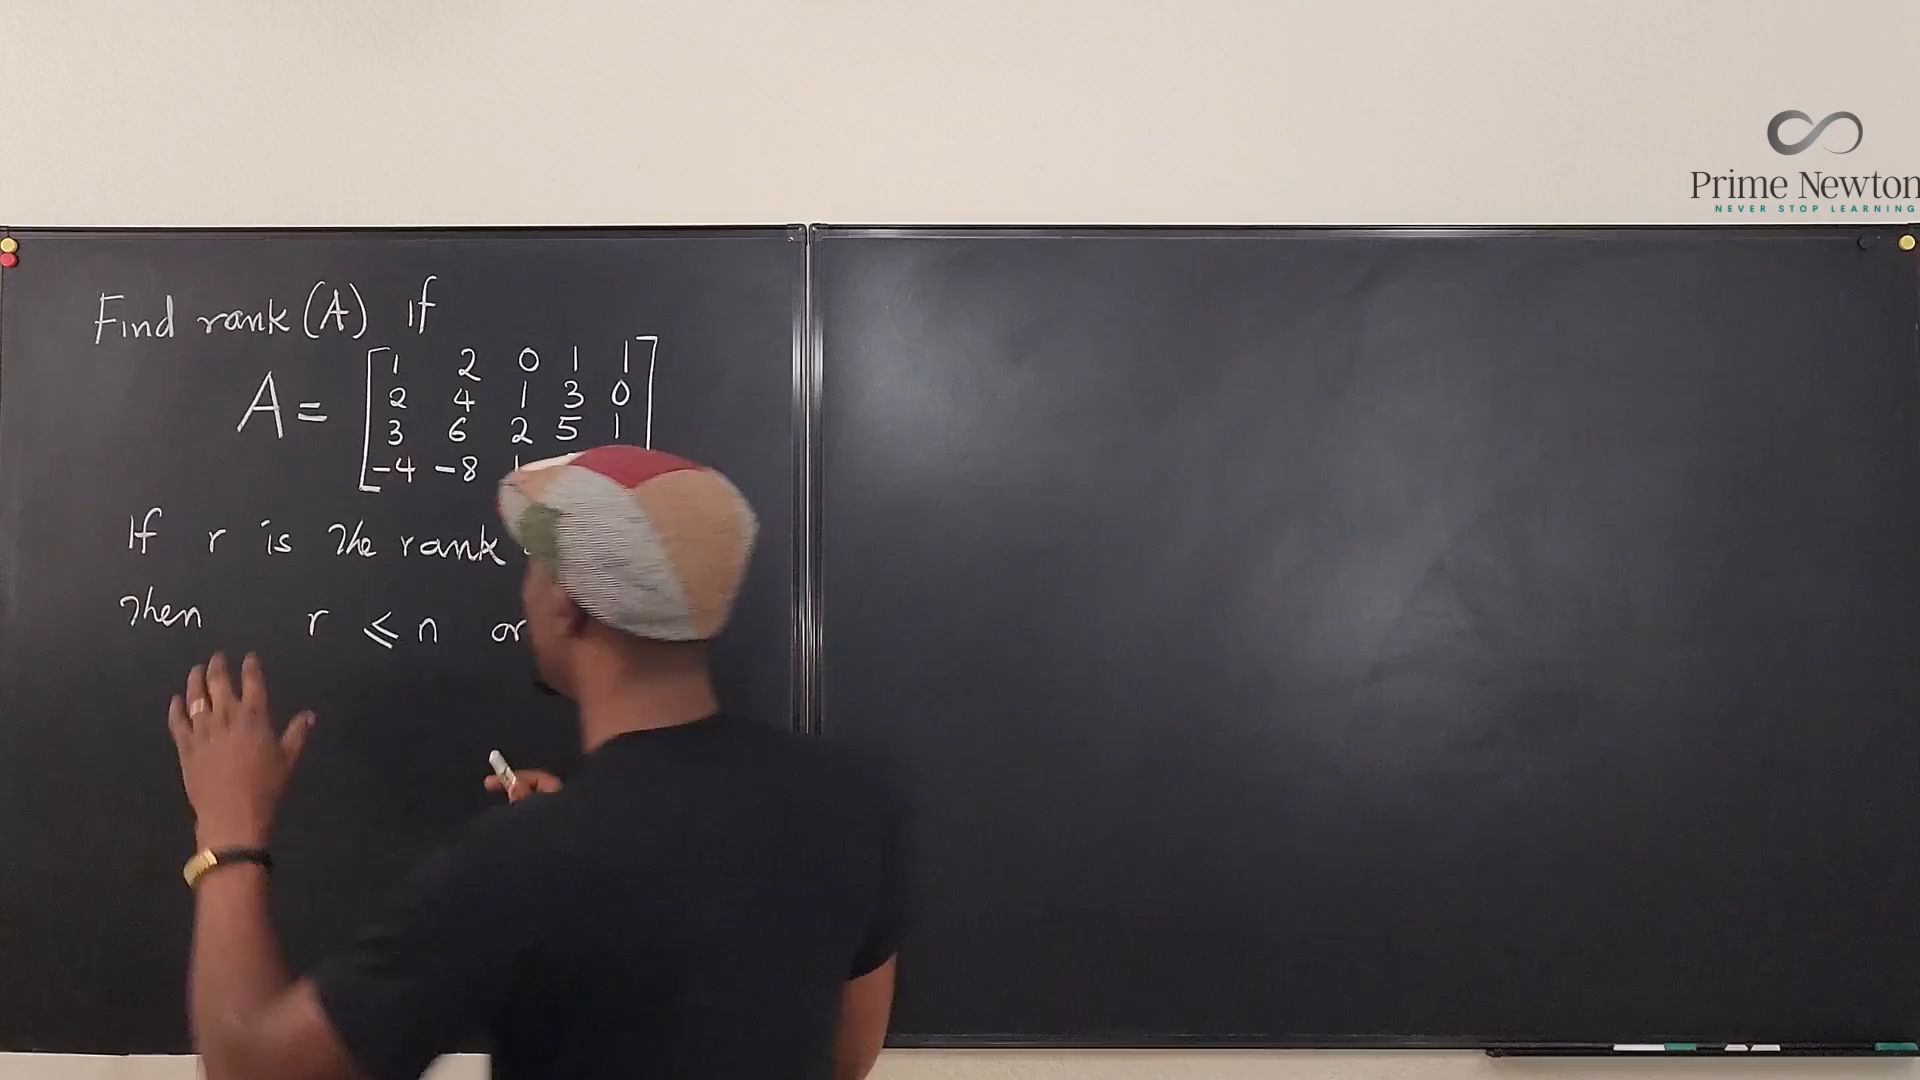 Prime Newton
NEVER STOP LEARNING
Find rank (A) if
A =
1 2 0 1 1
2 4 1 3 0
3 6 2 5 1
-4 -8 1
If r is the rank
Then r ⩽ n or